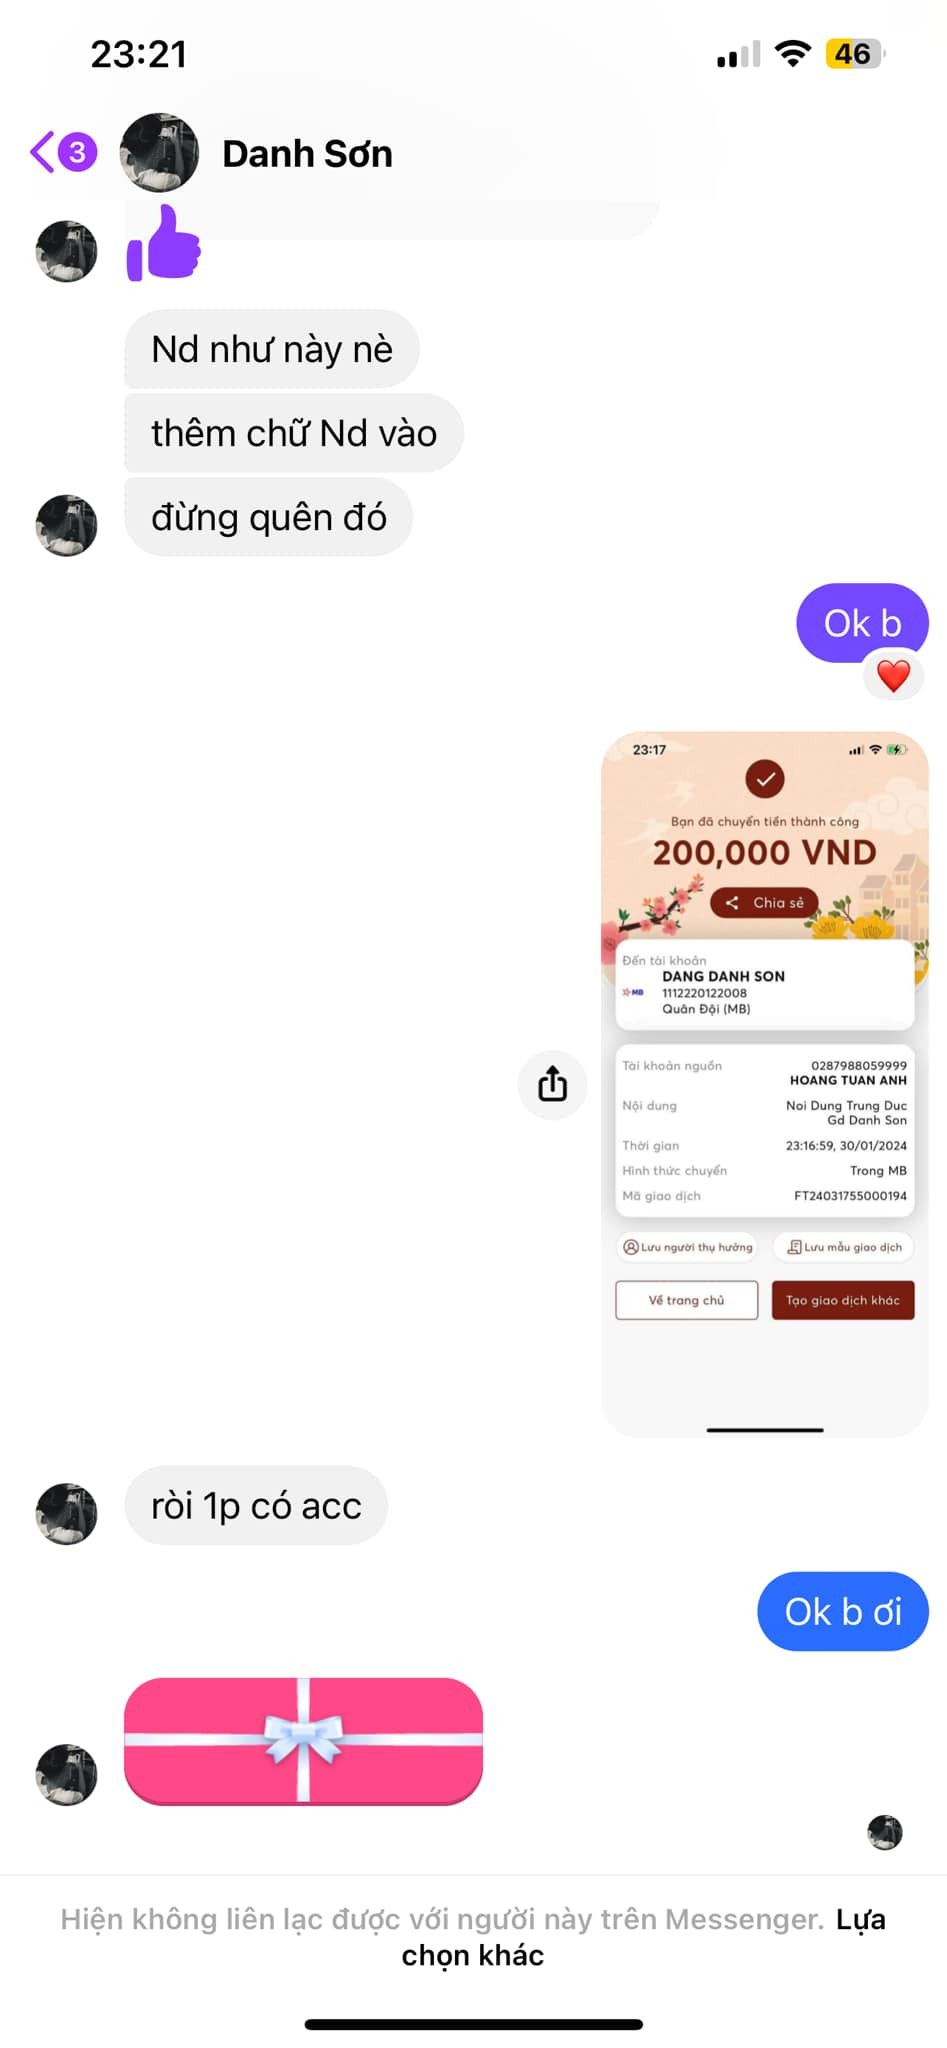 23:21
46
3
Danh Sơn
Nd như này nè
thêm chữ Nd vào
đừng quên đó
Ok b
23:17
Bạn đã chuyển tiền thành công
200,000 VND
Chia sẻ
Đến tài khoản
DANG DANH SON
MB
1112220122008
Quân Đội (MB)
Tài khoản nguồn
0287988059999
HOANG TUAN ANH
Nội dung
Noi Dung Trung Duc
Gd Danh Son
Thời gian
23:16:59, 30/01/2024
Hình thức chuyển
Trong MB
Mã giao dịch
FT24031755000194
Lưu người thụ hưởng
Lưu mẫu giao dịch
Về trang chủ
Tạo giao dịch khác
ròi 1p có acc
Ok b ơi
Hiện không liên lạc được với người này trên Messenger. Lựa
chọn khác